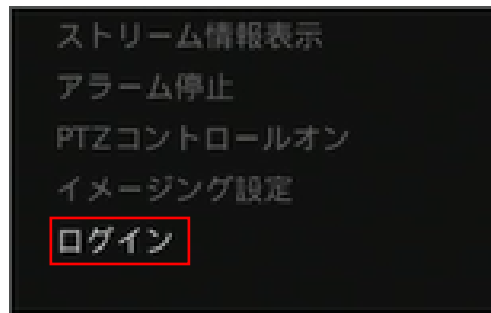 ストリーム情報表示
アラーム停止
PTZコントロールオン
イメージング設定
ログイン